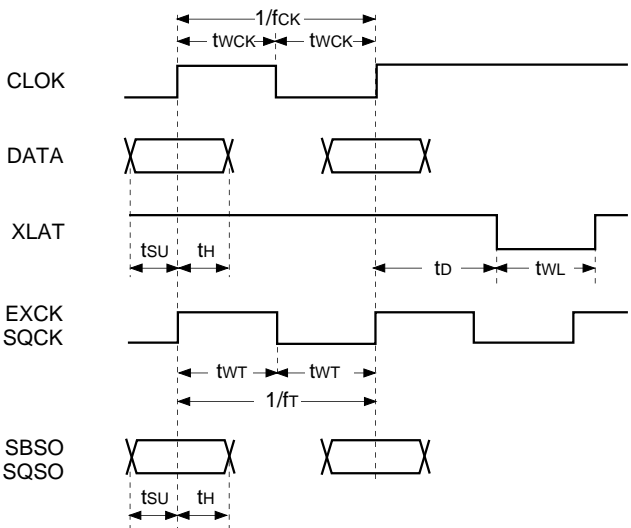 1/fCK
tWCK tWCK
CLOK
DATA
XLAT
tSU tH tD tWL
EXCK
SQCK
tWT tWT
1/fT
SBSO
SQSO
tSU tH